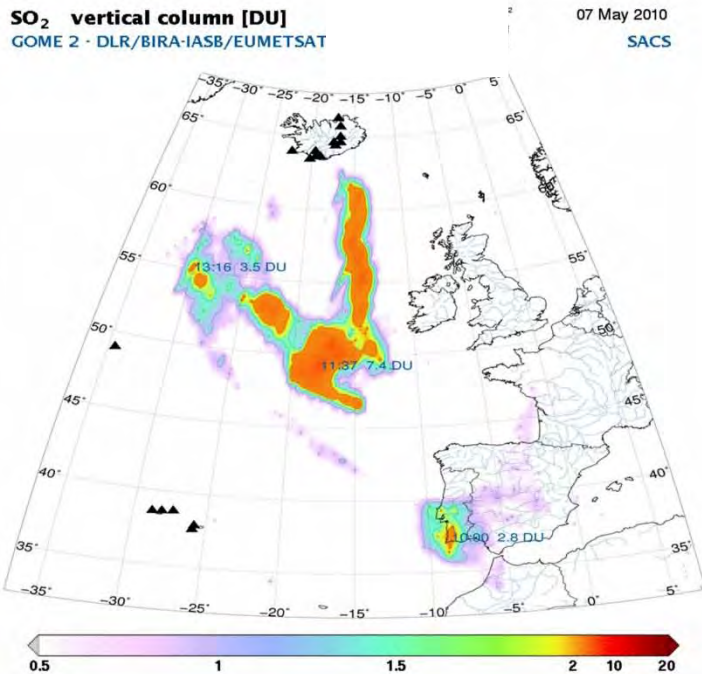 SO2 vertical column [DU]
07 May 2010
GOME 2 - DLR/BIRA-IASB/EUMETSAT
SACS
−35° −30° −25° −20° −15° −10° −5° 0° 5°
65° 65°
60°
55°
13:16 3.5 DU
50° 50°
11:37 7.4 DU
45° 45°
40° 40°
10:00 2.8 DU
35° 35°
−35° −30° −25° −20° −15° −10° −5° 0° 5°
0.5 1 1.5 2 10 20